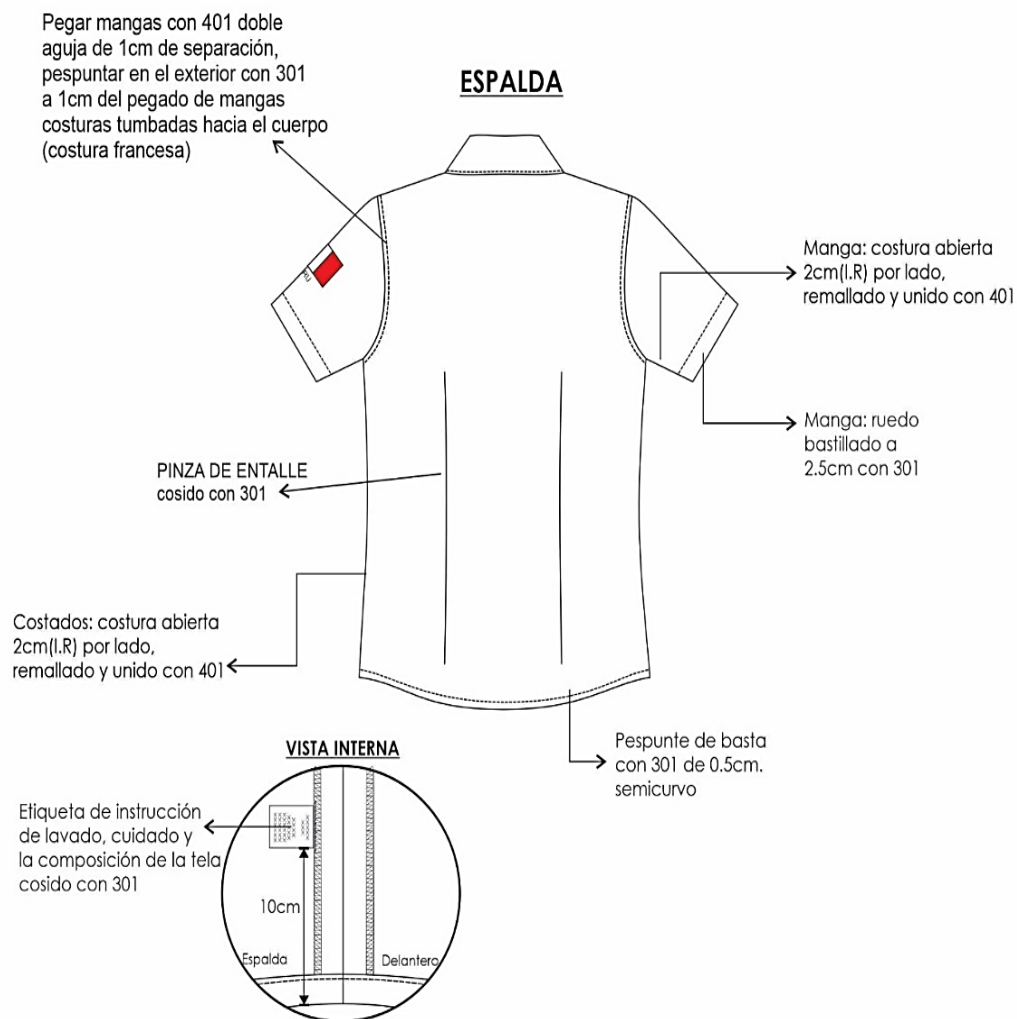 Pegar mangas con 401 doble
aguja de 1cm de separación,
pespuntar en el exterior con 301
a 1cm del pegado de mangas
costuras tumbadas hacia el cuerpo
(costura francesa)
ESPALDA
Manga: costura abierta
2cm(I.R) por lado,
remallado y unido con 401
Manga: ruedo
bastillado a
2.5cm con 301
PINZA DE ENTALLE
cosido con 301
Costados: costura abierta
2cm(I.R) por lado,
remallado y unido con 401
Pespunte de basta
con 301 de 0.5cm.
semicurvo
VISTA INTERNA
Etiqueta de instrucción
de lavado, cuidado y
la composición de la tela
cosido con 301
10cm
Espalda
Delantero